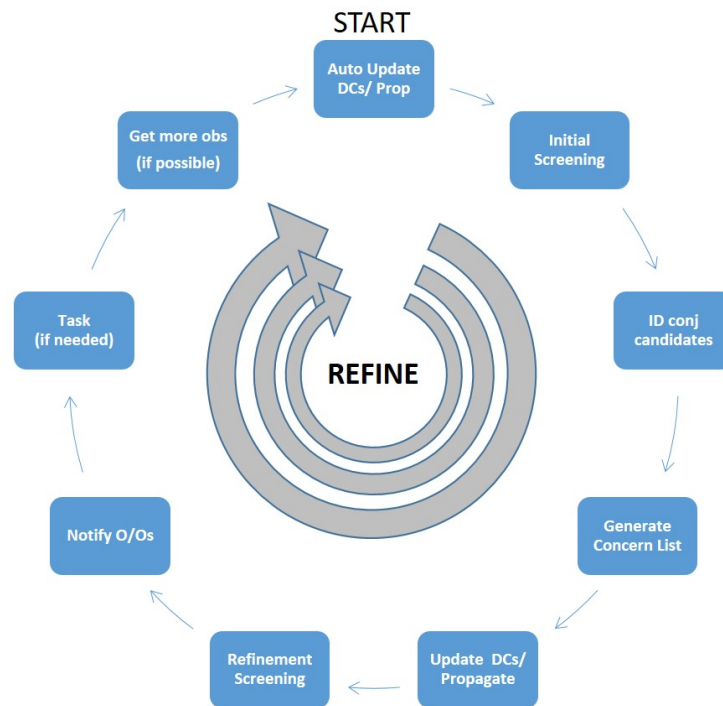 START
Auto Update
DCs/ Prop
Initial
Screening
ID conj
candidates
Generate
Concern List
Update DCs/
Propagate
Refinement
Screening
Notify O/Os
Task
(if needed)
Get more obs
(if possible)
REFINE